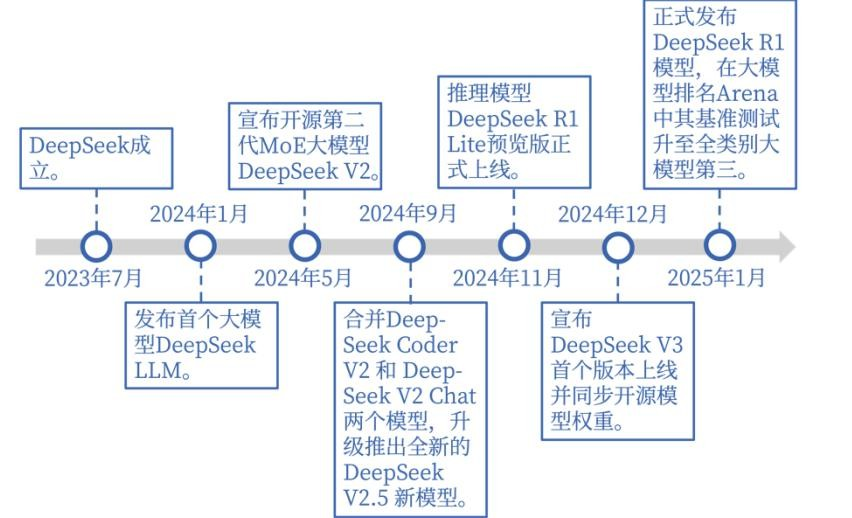 DeepSeek成
立。
2023年7月
2024年1月
发布首个大模
型DeepSeek
LLM。
宣布开源第二
代MoE大模型
DeepSeek V2。
2024年5月
2024年9月
合并Deep-
Seek Coder
V2 和 Deep-
Seek V2 Chat
两个模型，升
级推出全新的
DeepSeek
V2.5 新模型。
推理模型
DeepSeek R1
Lite预览版正
式上线。
2024年11月
2024年12月
宣布
DeepSeek V3
首个版本上线
并同步开源模
型权重。
正式发布
DeepSeek R1
模型，在大模
型排名Arena
中其基准测试
升至全类别大
模型第三。
2025年1月